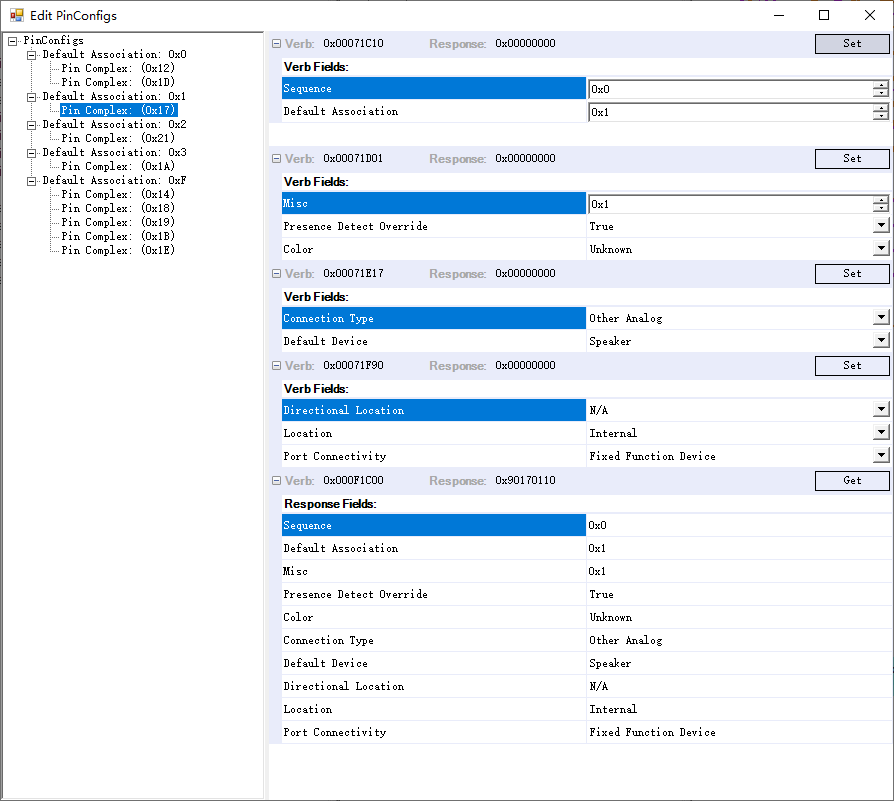 Edit PinConfigs
PinConfigs
Default Association: 0x0
Pin Complex: (0x12)
Pin Complex: (0x1D)
Default Association: 0x1
Pin Complex: (0x17)
Default Association: 0x2
Pin Complex: (0x21)
Default Association: 0x3
Pin Complex: (0x1A)
Default Association: 0xF
Pin Complex: (0x14)
Pin Complex: (0x18)
Pin Complex: (0x19)
Pin Complex: (0x1B)
Pin Complex: (0x1E)
Verb: 0x00071C10 Response: 0x00000000 Set
Verb Fields:
Sequence 0x0
Default Association 0x1
Verb: 0x00071D01 Response: 0x00000000 Set
Verb Fields:
Misc 0x1
Presence Detect Override True
Color Unknown
Verb: 0x00071E17 Response: 0x00000000 Set
Verb Fields:
Connection Type Other Analog
Default Device Speaker
Verb: 0x00071F90 Response: 0x00000000 Set
Verb Fields:
Directional Location N/A
Location Internal
Port Connectivity Fixed Function Device
Verb: 0x000F1C00 Response: 0x90170110 Get
Response Fields:
Sequence 0x0
Default Association 0x1
Misc 0x1
Presence Detect Override True
Color Unknown
Connection Type Other Analog
Default Device Speaker
Directional Location N/A
Location Internal
Port Connectivity Fixed Function Device